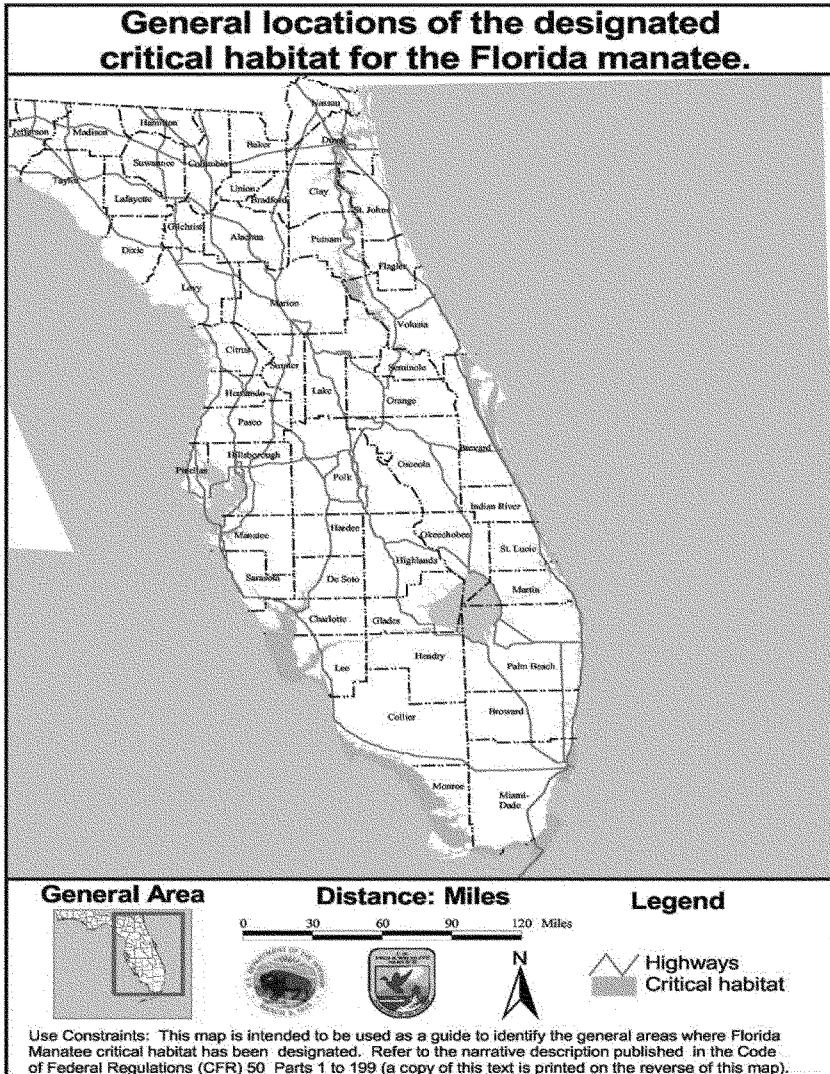 General locations of the designated
critical habitat for the Florida manatee.
Nassau
Hamilton
Jefferson
Madison
Duval
Baker
Suwannee
Columbia
Taylor
Union
Clay
Bradford
Lafayette
St. Johns
Gilchrist
Alachua
Putnam
Dixie
Flagler
Levy
Marion
Volusia
Citrus
Sumter
Seminole
Lake
Hernando
Orange
Pasco
Brevard
Hillsborough
Pinellas
Osceola
Polk
Indian River
Manatee
Hardee
Okeechobee
St. Lucie
Highlands
Sarasota
De Soto
Martin
Charlotte
Glades
Hendry
Lee
Palm Beach
Collier
Broward
Monroe
Miami-
Dade
General Area
Distance: Miles
Legend
0 30 60 90 120 Miles
N
Highways
Critical habitat
Use Constraints: This map is intended to be used as a guide to identify the general areas where Florida
Manatee critical habitat has been designated. Refer to the narrative description published in the Code
of Federal Regulations (CFR) 50 Parts 1 to 199 (a copy of this text is printed on the reverse of this map).